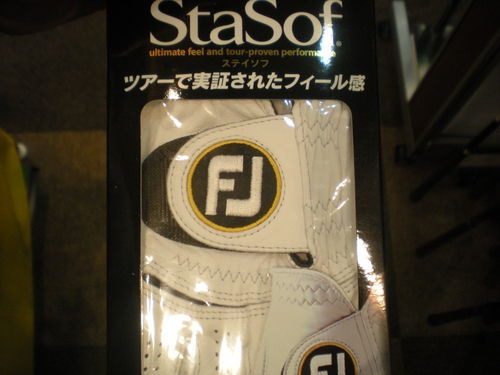 StaSof®
ultimate feel and tour-proven performance
ステイソフ
ツアーで実証されたフィール感
FJ
FJ